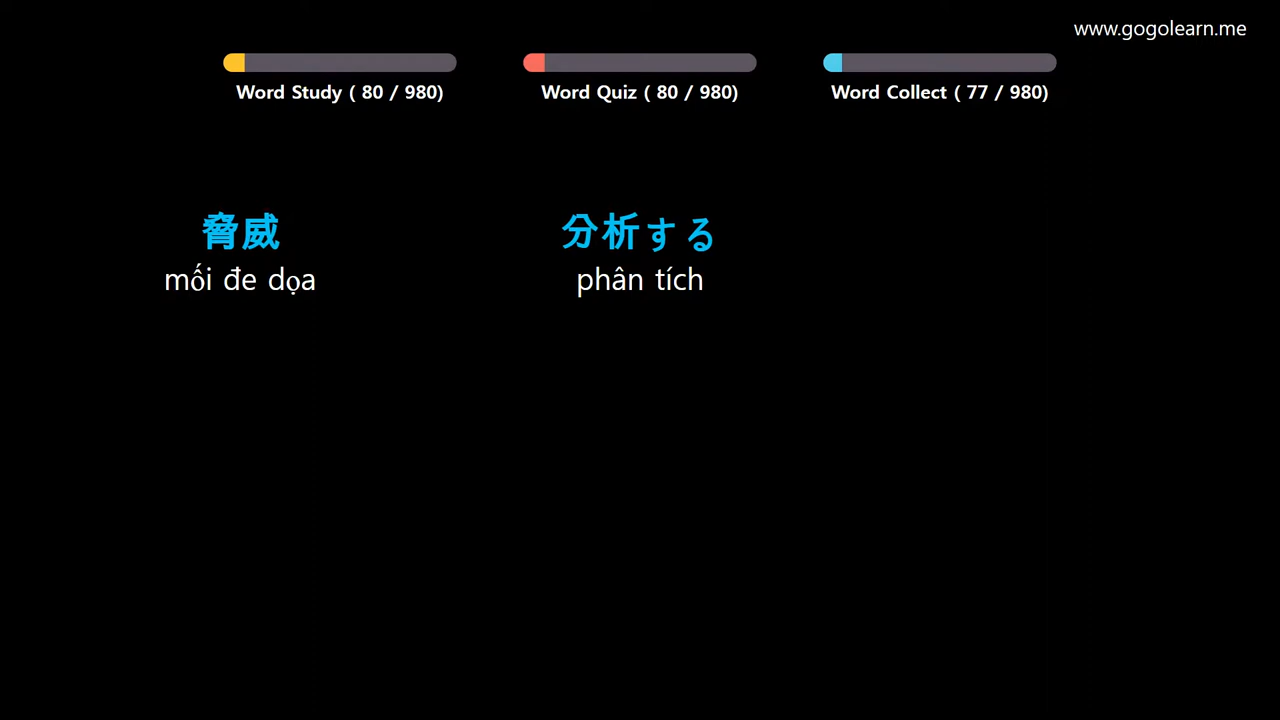 www.gogolearn.me
Word Study ( 80 / 980)
Word Quiz ( 80 / 980)
Word Collect ( 77 / 980)
脅威
mối đe dọa
分析する
phân tích